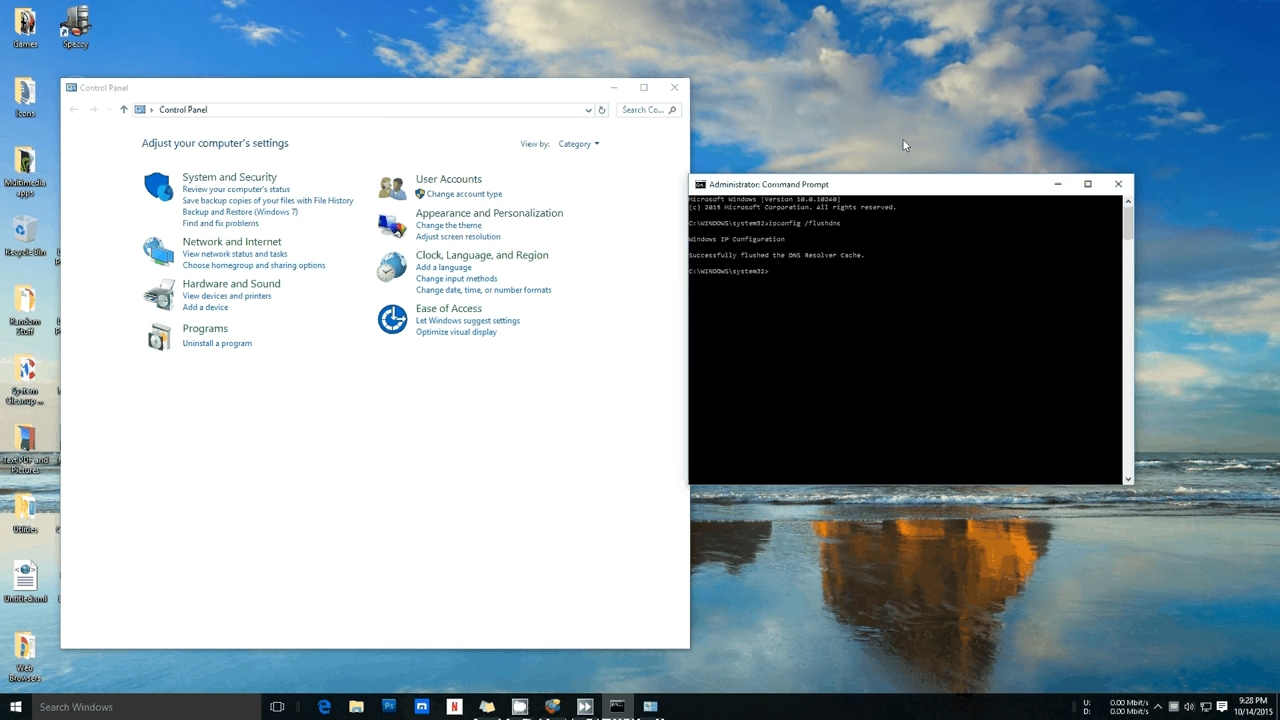 Games
Speccy
Icons
Multimedia
Apps
Recycle Bin
Random
Stuff
System
Cleanup ...
Text PDF and
Pictures
Utilities
Untitled.xml
Web
Browsers
Control Panel
Control Panel
Search Co...
Adjust your computer's settings
View by: Category
System and Security
Review your computer's status
Save backup copies of your files with File History
Backup and Restore (Windows 7)
Find and fix problems
Network and Internet
View network status and tasks
Choose homegroup and sharing options
Hardware and Sound
View devices and printers
Add a device
Programs
Uninstall a program
User Accounts
Change account type
Appearance and Personalization
Change the theme
Adjust screen resolution
Clock, Language, and Region
Add a language
Change input methods
Change date, time, or number formats
Ease of Access
Let Windows suggest settings
Optimize visual display
Administrator: Command Prompt
Microsoft Windows [Version 10.0.10240]
(c) 2015 Microsoft Corporation. All rights reserved.
C:\WINDOWS\system32>ipconfig /flushdns
Windows IP Configuration
Successfully flushed the DNS Resolver Cache.
C:\WINDOWS\system32>
Search Windows
U: 0.00 Mbit/s
D: 0.00 Mbit/s
9:28 PM
10/14/2015